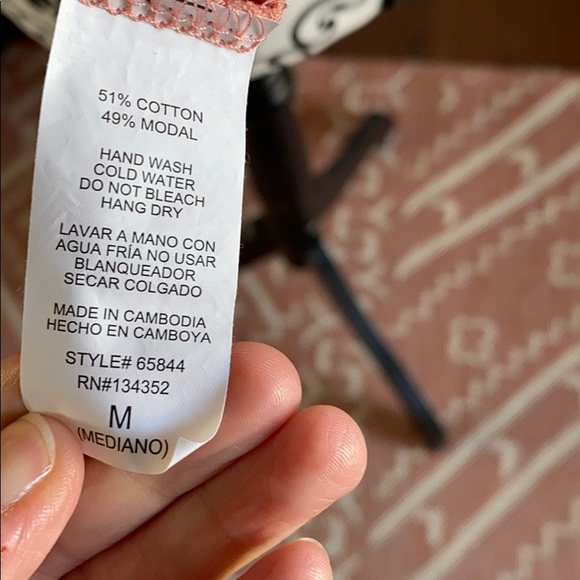 51% COTTON
49% MODAL
HAND WASH
COLD WATER
DO NOT BLEACH
HANG DRY
LAVAR A MANO CON
AGUA FRÍA NO USAR
BLANQUEADOR
SECAR COLGADO
MADE IN CAMBODIA
HECHO EN CAMBOYA
STYLE# 65844
RN#134352
M
(MEDIANO)